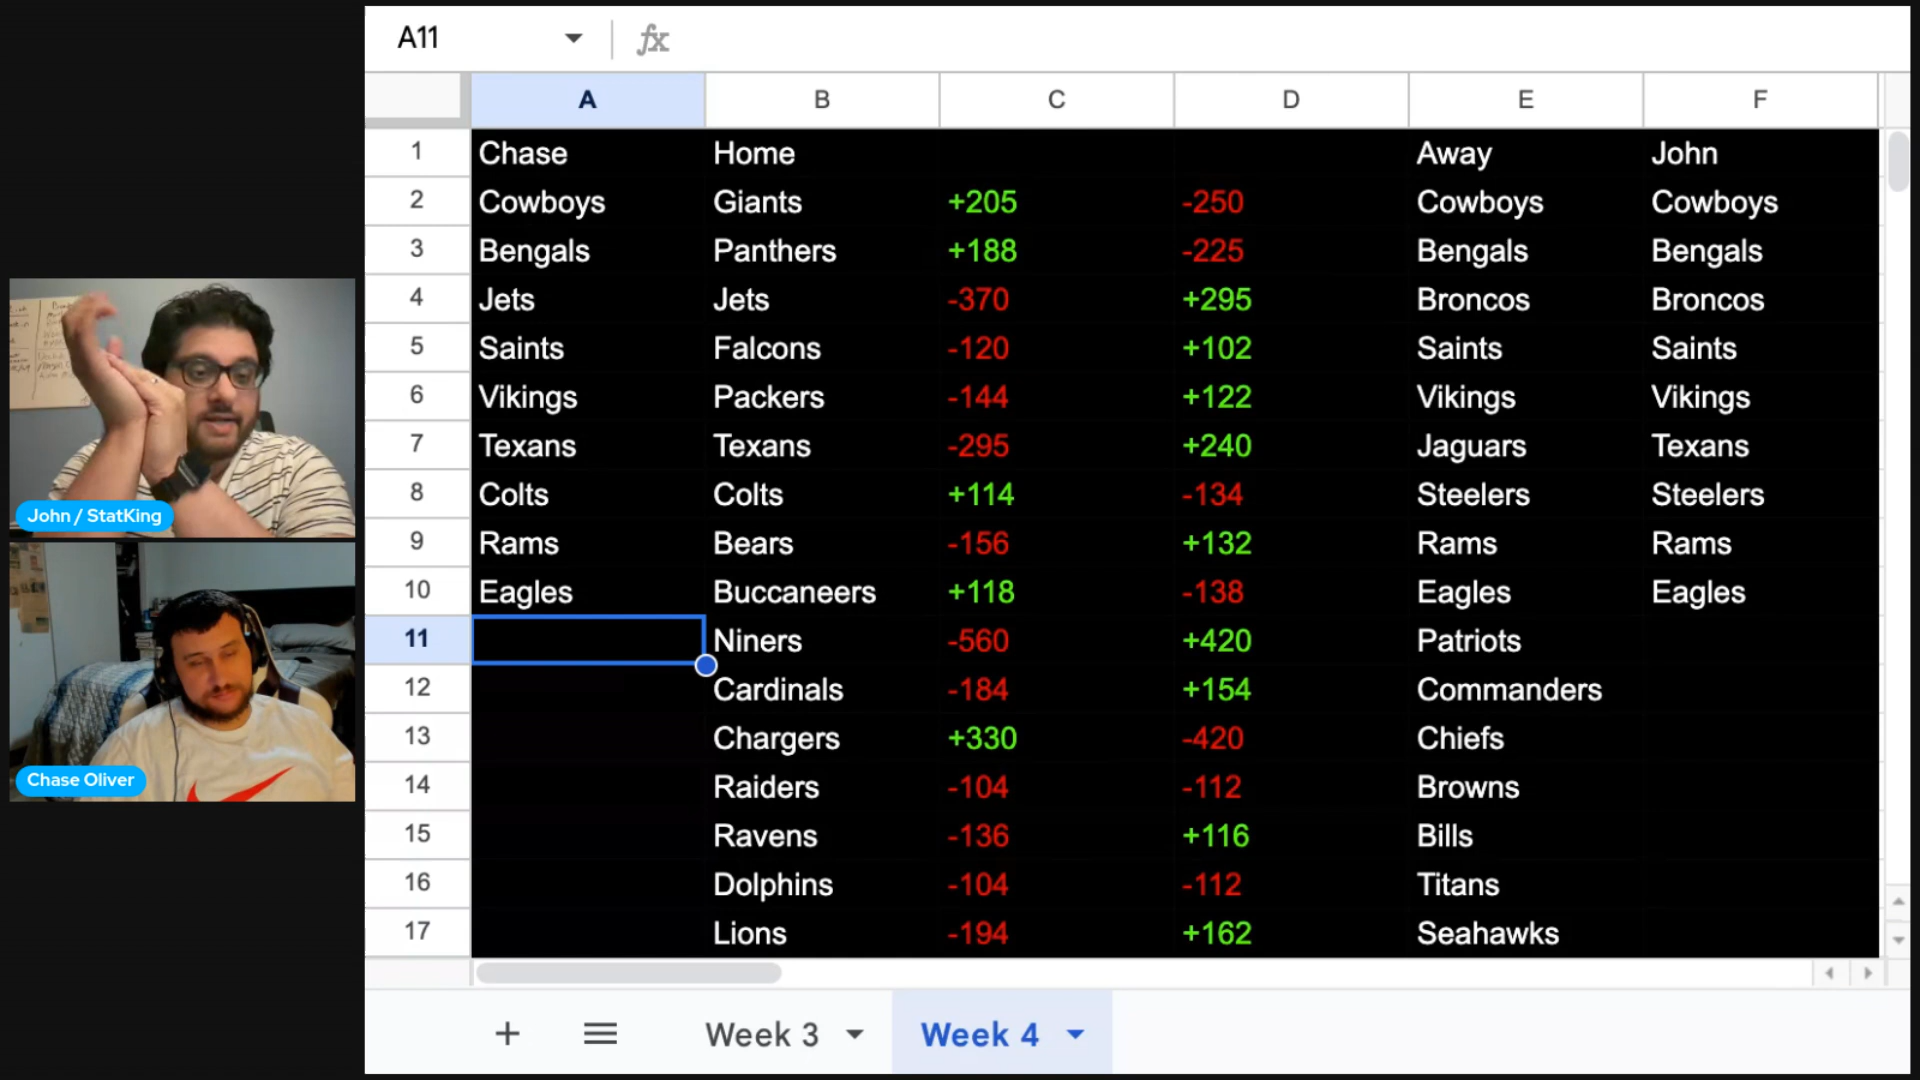 A11 fx
A B C D E F
1 Chase Home Away John
2 Cowboys Giants +205 -250 Cowboys Cowboys
3 Bengals Panthers +188 -225 Bengals Bengals
4 Jets Jets -370 +295 Broncos Broncos
5 Saints Falcons -120 +102 Saints Saints
6 Vikings Packers -144 +122 Vikings Vikings
7 Texans Texans -295 +240 Jaguars Texans
8 Colts Colts +114 -134 Steelers Steelers
9 Rams Bears -156 +132 Rams Rams
10 Eagles Buccaneers +118 -138 Eagles Eagles
11 Niners -560 +420 Patriots
12 Cardinals -184 +154 Commanders
13 Chargers +330 -420 Chiefs
14 Raiders -104 -112 Browns
15 Ravens -136 +116 Bills
16 Dolphins -104 -112 Titans
17 Lions -194 +162 Seahawks
Week 3 Week 4
John / StatKing
Chase Oliver